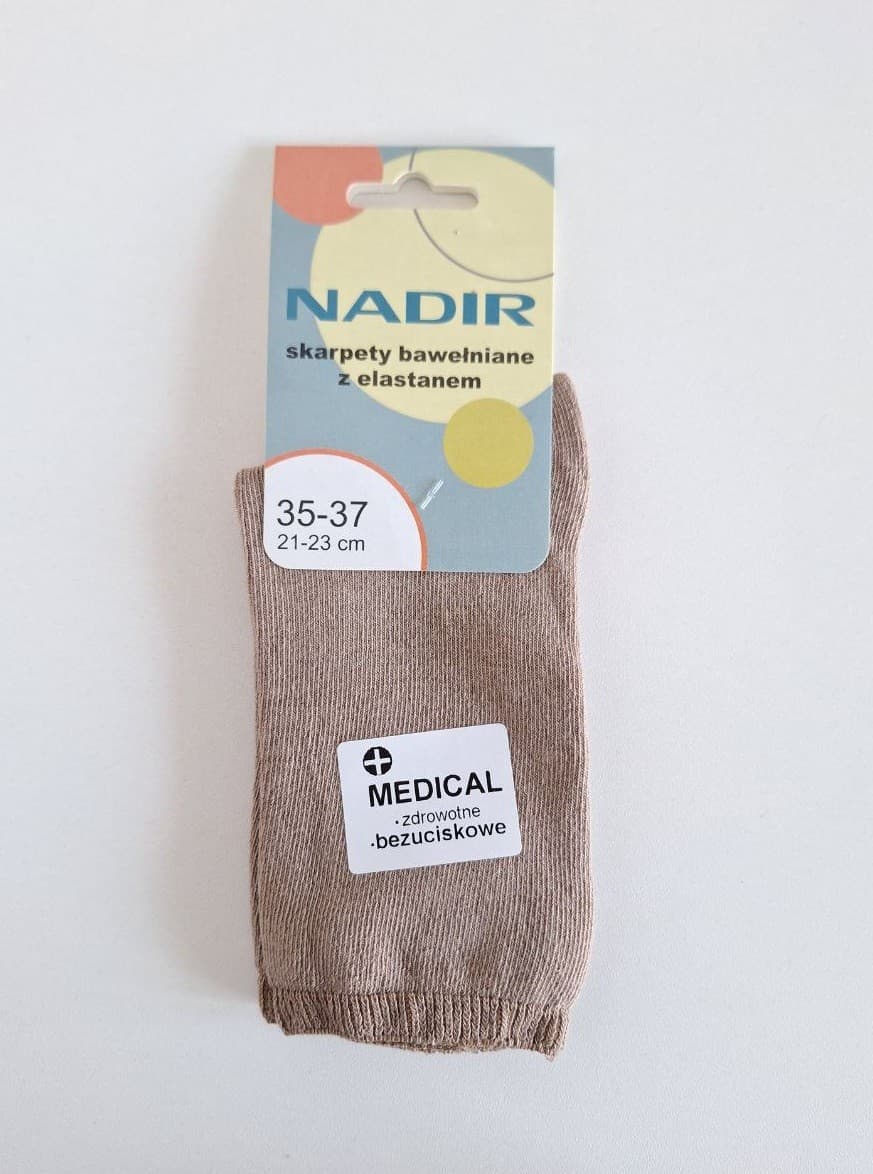 NADIR
skarpety bawełniane
z elastanem
35-37
21-23 cm
MEDICAL
·zdrowotne
·bezuciskowe